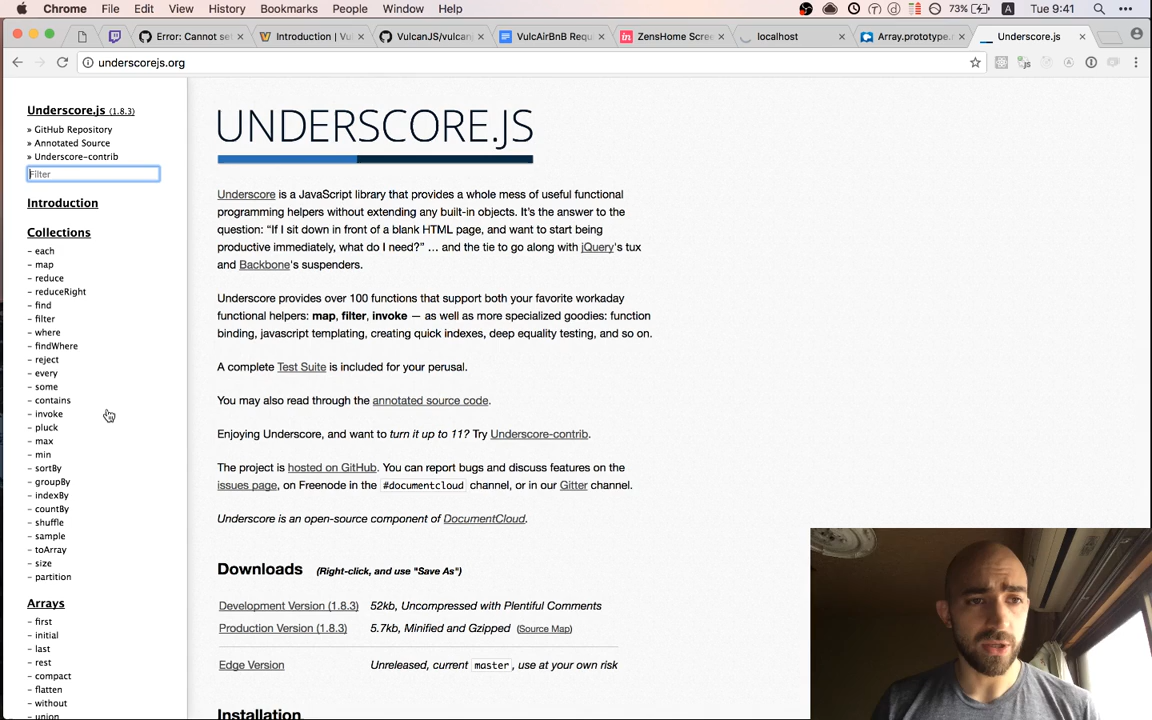 Chrome File Edit View History Bookmarks People Window Help 73% A Tue 9:41
Error: Cannot set Introduction | Vulc VulcanJS/vulcan VulcAirBnB Requ ZensHome Scree localhost Array.prototype.r Underscore.js
underscorejs.org
Underscore.js (1.8.3)
» GitHub Repository
» Annotated Source
» Underscore-contrib
Filter
Introduction
Collections
- each
- map
- reduce
- reduceRight
- find
- filter
- where
- findWhere
- reject
- every
- some
- contains
- invoke
- pluck
- max
- min
- sortBy
- groupBy
- indexBy
- countBy
- shuffle
- sample
- toArray
- size
- partition
Arrays
- first
- initial
- last
- rest
- compact
- flatten
- without
- union
UNDERSCORE.JS
Underscore is a JavaScript library that provides a whole mess of useful functional
programming helpers without extending any built-in objects. It's the answer to the
question: “If I sit down in front of a blank HTML page, and want to start being
productive immediately, what do I need?” … and the tie to go along with jQuery's tux
and Backbone's suspenders.
Underscore provides over 100 functions that support both your favorite workaday
functional helpers: map, filter, invoke — as well as more specialized goodies: function
binding, javascript templating, creating quick indexes, deep equality testing, and so on.
A complete Test Suite is included for your perusal.
You may also read through the annotated source code.
Enjoying Underscore, and want to turn it up to 11? Try Underscore-contrib.
The project is hosted on GitHub. You can report bugs and discuss features on the
issues page, on Freenode in the #documentcloud channel, or in our Gitter channel.
Underscore is an open-source component of DocumentCloud.
Downloads (Right-click, and use "Save As")
Development Version (1.8.3) 52kb, Uncompressed with Plentiful Comments
Production Version (1.8.3) 5.7kb, Minified and Gzipped (Source Map)
Edge Version Unreleased, current master, use at your own risk
Installation